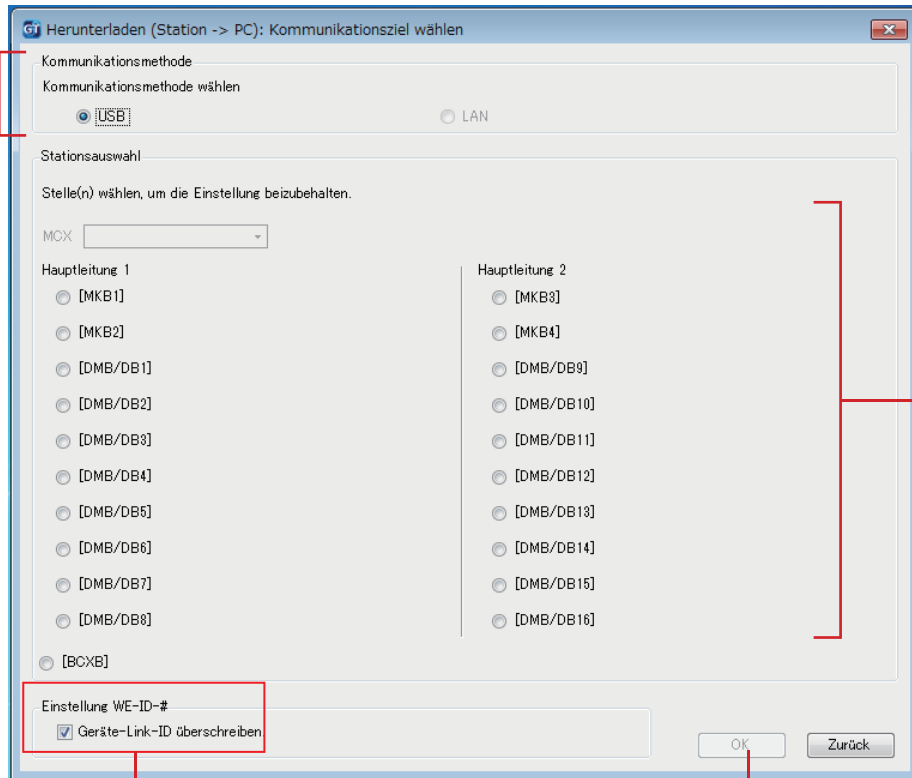 GT Herunterladen (Station -> PC): Kommunikationsziel wählen
Kommunikationsmethode
Kommunikationsmethode wählen
USB LAN
Stationsauswahl
Stelle(n) wählen, um die Einstellung beizubehalten.
MCX
Hauptleitung 1
[MKB1]
[MKB2]
[DMB/DB1]
[DMB/DB2]
[DMB/DB3]
[DMB/DB4]
[DMB/DB5]
[DMB/DB6]
[DMB/DB7]
[DMB/DB8]
Hauptleitung 2
[MKB3]
[MKB4]
[DMB/DB9]
[DMB/DB10]
[DMB/DB11]
[DMB/DB12]
[DMB/DB13]
[DMB/DB14]
[DMB/DB15]
[DMB/DB16]
[BCXB]
Einstellung WE-ID-#
Geräte-Link-ID überschreiben
OK Zurück